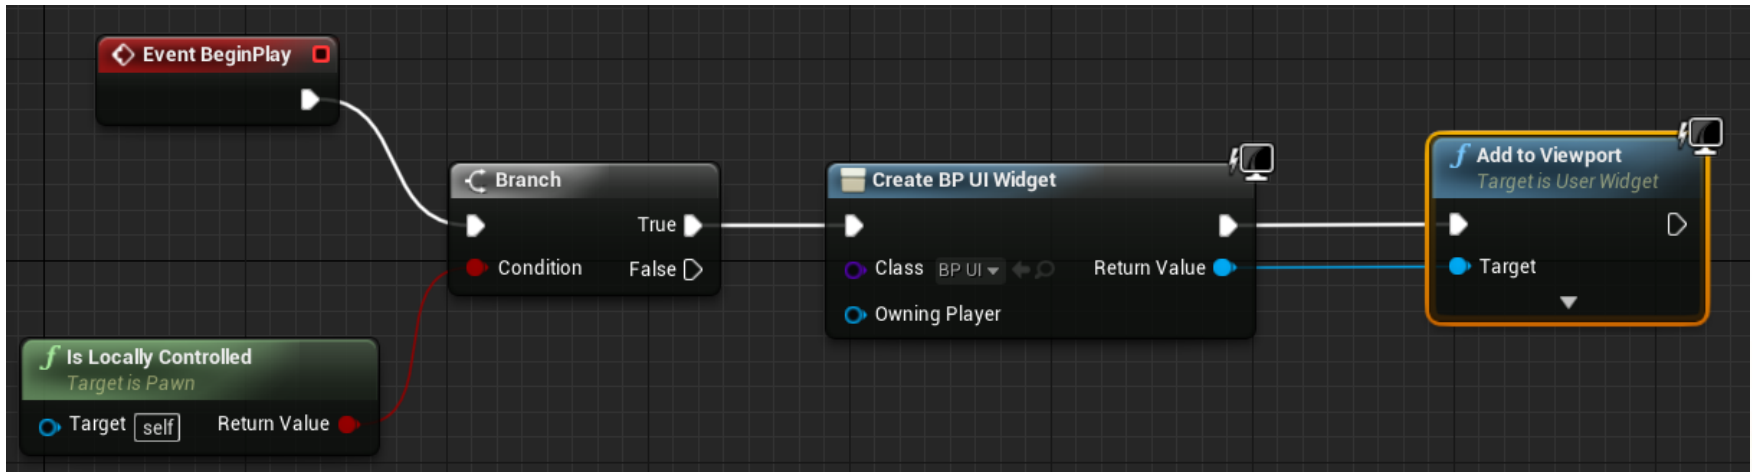 Event BeginPlay
Branch
True
Condition
False
Is Locally Controlled
Target is Pawn
Target self
Return Value
Create BP UI Widget
Class BP UI
Return Value
Owning Player
f Add to Viewport
Target is User Widget
Target